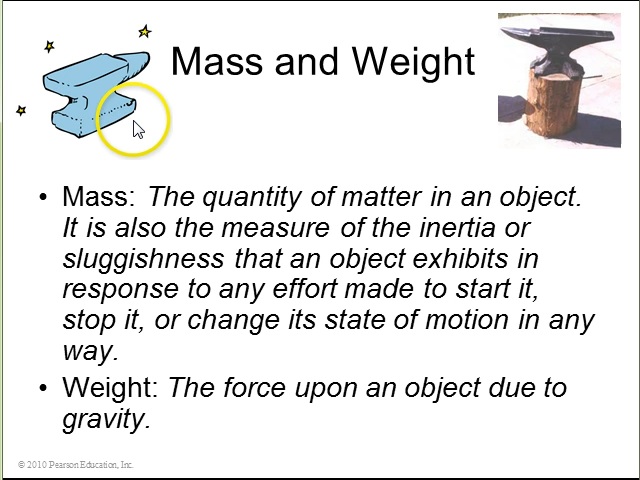 Mass and Weight
• Mass: The quantity of matter in an object.
It is also the measure of the inertia or
sluggishness that an object exhibits in
response to any effort made to start it,
stop it, or change its state of motion in any
way.
• Weight: The force upon an object due to
gravity.
© 2010 Pearson Education, Inc.